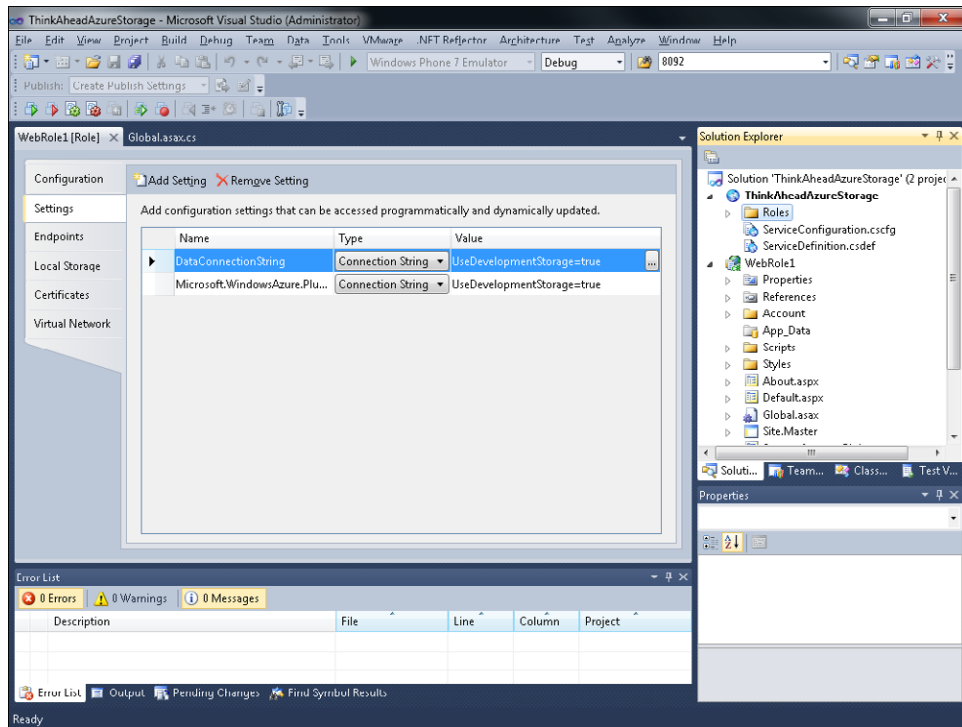 ThinkAheadAzureStorage - Microsoft Visual Studio (Administrator)
File Edit View Project Build Debug Team Data Tools VMware .NET Reflector Architecture Test Analyze Window Help
Windows Phone 7 Emulator Debug 8092
Publish: Create Publish Settings
WebRole1 [Role] Global.asax.cs
Configuration
Settings
Endpoints
Local Storage
Certificates
Virtual Network
Add Setting Remove Setting
Add configuration settings that can be accessed programmatically and dynamically updated.
Name Type Value
DataConnectionString Connection String UseDevelopmentStorage=true ...
Microsoft.WindowsAzure.Plu... Connection String UseDevelopmentStorage=true
Solution Explorer
Solution 'ThinkAheadAzureStorage' (2 projec
ThinkAheadAzureStorage
Roles
ServiceConfiguration.cscfg
ServiceDefinition.csdef
WebRole1
Properties
References
Account
App_Data
Scripts
Styles
About.aspx
Default.aspx
Global.asax
Site.Master
Soluti... Team... Class... Test V...
Properties
Error List
0 Errors 0 Warnings 0 Messages
Description File Line Column Project
Error List Output Pending Changes Find Symbol Results
Ready